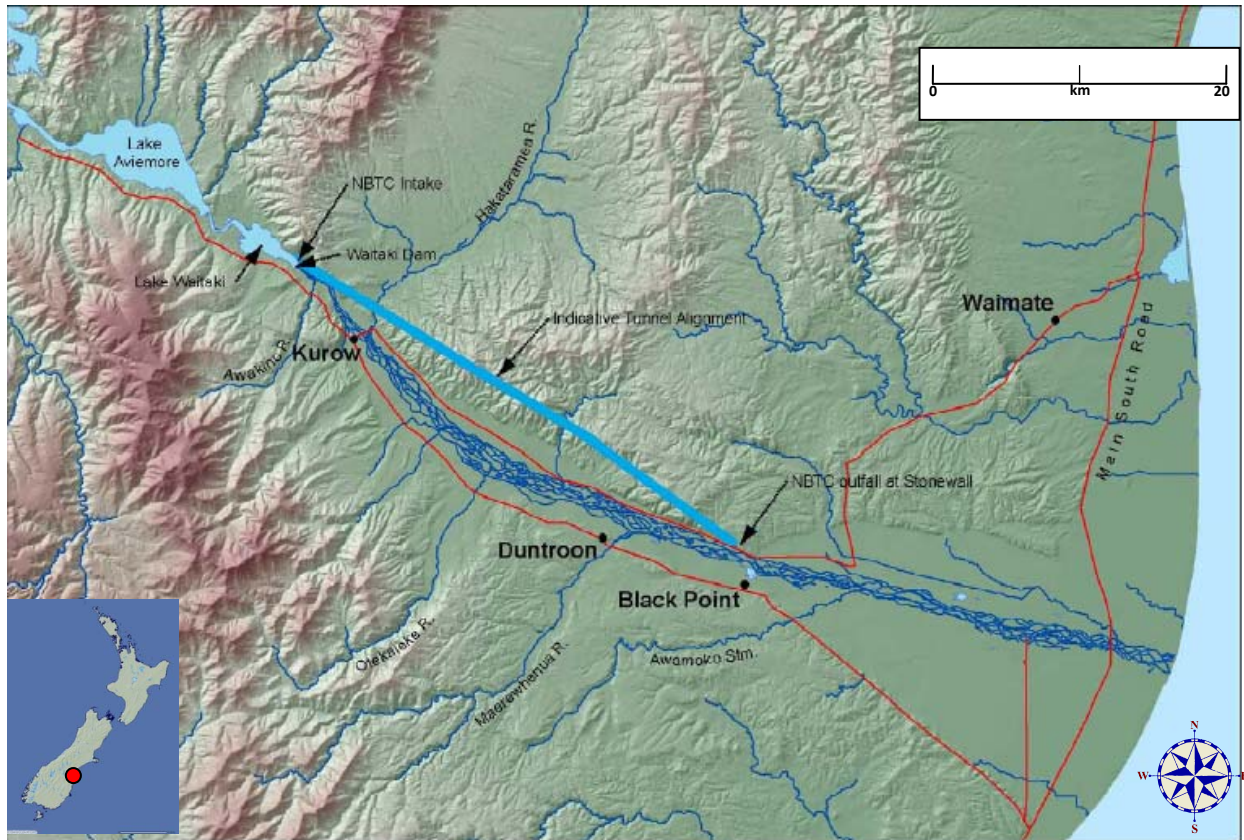 0
km
20
Lake
Aviemore
NBTC Intake
Hakataramea R.
Waitaki Dam
Lake Waitaki
Indicative Tunnel Alignment
Waimate
Kurow
Awakino R.
Main South Road
NBTC outfall at Stonewall
Duntroon
Black Point
Otekaieke R.
Maerewhenua R.
Awamoko Stm.
N
W
E
S